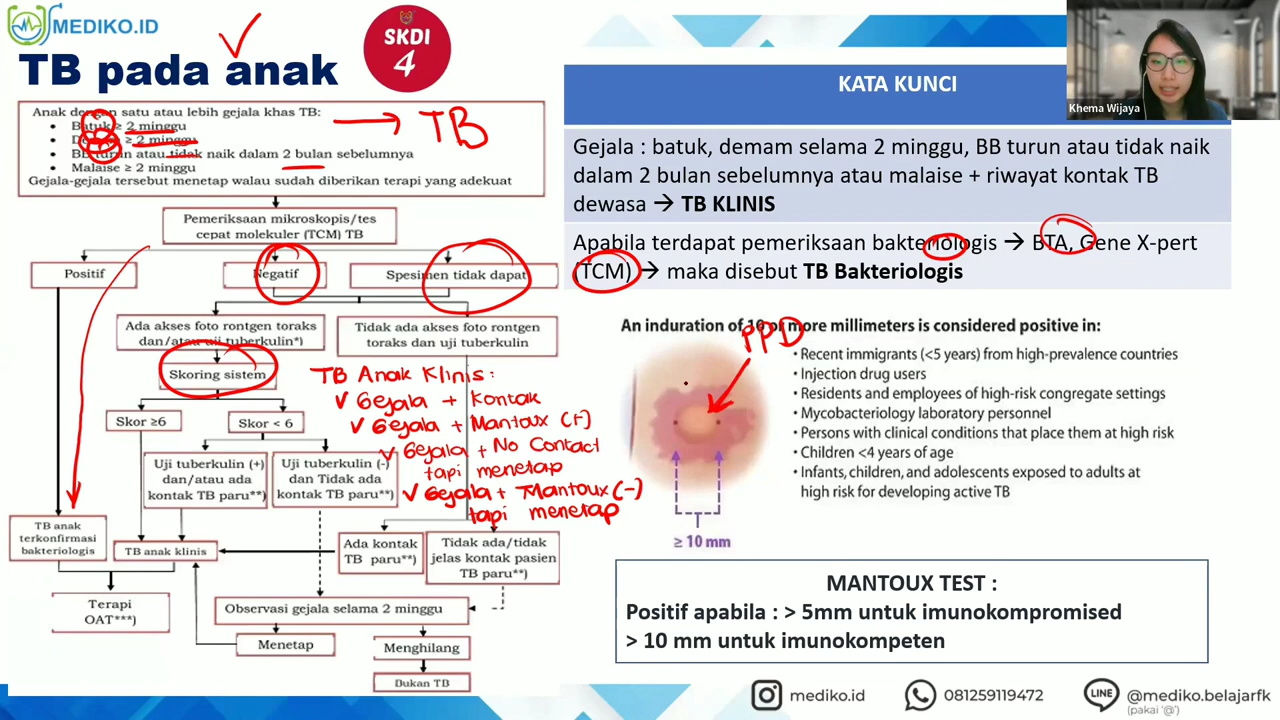 MEDIKO.ID
TB pada anak
SKDI
4
Anak dengan satu atau lebih gejala khas TB:
• Batuk ≥ 2 minggu
≥ 2 minggu
• BB turun atau tidak naik dalam 2 bulan sebelumnya
• Malaise ≥ 2 minggu
Gejala-gejala tersebut menetap walau sudah diberikan terapi yang adekuat
→ TB
Pemeriksaan mikroskopis/tes
cepat molekuler (TCM) TB
Positif
Negatif
Spesimen tidak dapat
Ada akses foto rontgen toraks
dan/atau uji tuberkulin*)
Tidak ada akses foto rontgen
toraks dan uji tuberkulin
Skoring sistem
Skor ≥6
Skor < 6
Uji tuberkulin (+)
dan/atau ada
kontak TB paru**)
Uji tuberkulin (-)
dan Tidak ada
kontak TB paru**)
TB Anak Klinis:
✓ Gejala + Kontak
✓ Gejala + Mantoux (+)
✓ Gejala + No Contact
tapi menetap
✓ Gejala + Mantoux (-)
tapi menetap
TB anak
terkonfirmasi
bakteriologis
TB anak klinis
Ada kontak
TB paru**)
Tidak ada/tidak
jelas kontak pasien
TB paru**)
Terapi
OAT***)
Observasi gejala selama 2 minggu
Menetap
Menghilang
Bukan TB
KATA KUNCI
Gejala : batuk, demam selama 2 minggu, BB turun atau tidak naik
dalam 2 bulan sebelumnya atau malaise + riwayat kontak TB
dewasa → TB KLINIS
Apabila terdapat pemeriksaan bakteriologis → BTA, Gene X-pert
(TCM) → maka disebut TB Bakteriologis
Khema Wijaya
An induration of 10 or more millimeters is considered positive in:
PPD
• Recent immigrants (<5 years) from high-prevalence countries
• Injection drug users
• Residents and employees of high-risk congregate settings
• Mycobacteriology laboratory personnel
• Persons with clinical conditions that place them at high risk
• Children <4 years of age
• Infants, children, and adolescents exposed to adults at
high risk for developing active TB
≥ 10 mm
MANTOUX TEST :
Positif apabila : > 5mm untuk imunokompromised
> 10 mm untuk imunokompeten
mediko.id
081259119472
LINE
@mediko.belajarfk
(pakai '@')